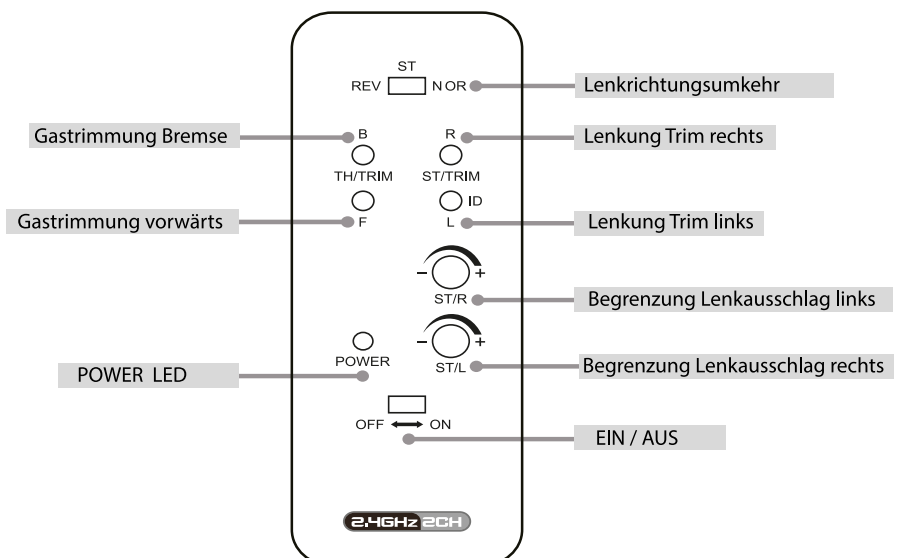 ST
REV NOR
Lenkrichtungsumkehr
Gastrimmung Bremse
B
R
Lenkung Trim rechts
TH/TRIM
ST/TRIM
ID
Gastrimmung vorwärts
F
L
Lenkung Trim links
- +
ST/R
Begrenzung Lenkausschlag links
- +
ST/L
Begrenzung Lenkausschlag rechts
POWER
POWER LED
OFF ON
EIN / AUS
2.4GHz 2CH